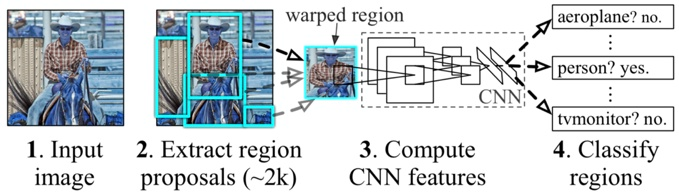 warped region
aeroplane? no.
⋮
person? yes.
CNN
⋮
tvmonitor? no.
1. Input
image
2. Extract region
proposals (~2k)
3. Compute
CNN features
4. Classify
regions